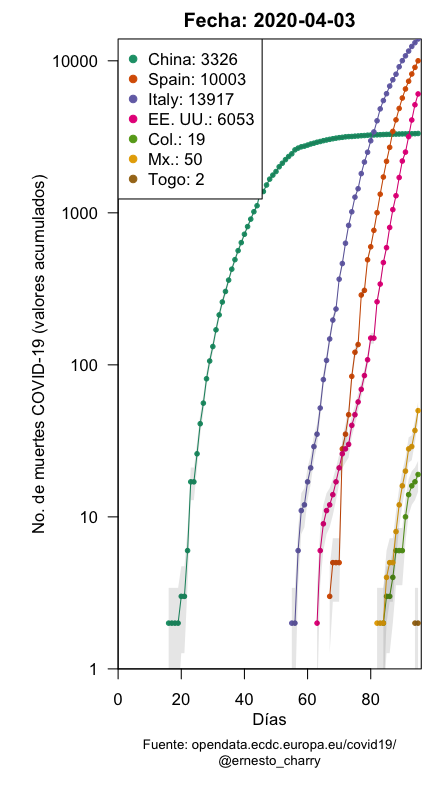 Fecha: 2020-04-03
China: 3326
Spain: 10003
Italy: 13917
EE. UU.: 6053
Col.: 19
Mx.: 50
Togo: 2
No. de muertes COVID-19 (valores acumulados)
10000
1000
100
10
1
0 20 40 60 80
Días
Fuente: opendata.ecdc.europa.eu/covid19/
@ernesto_charry